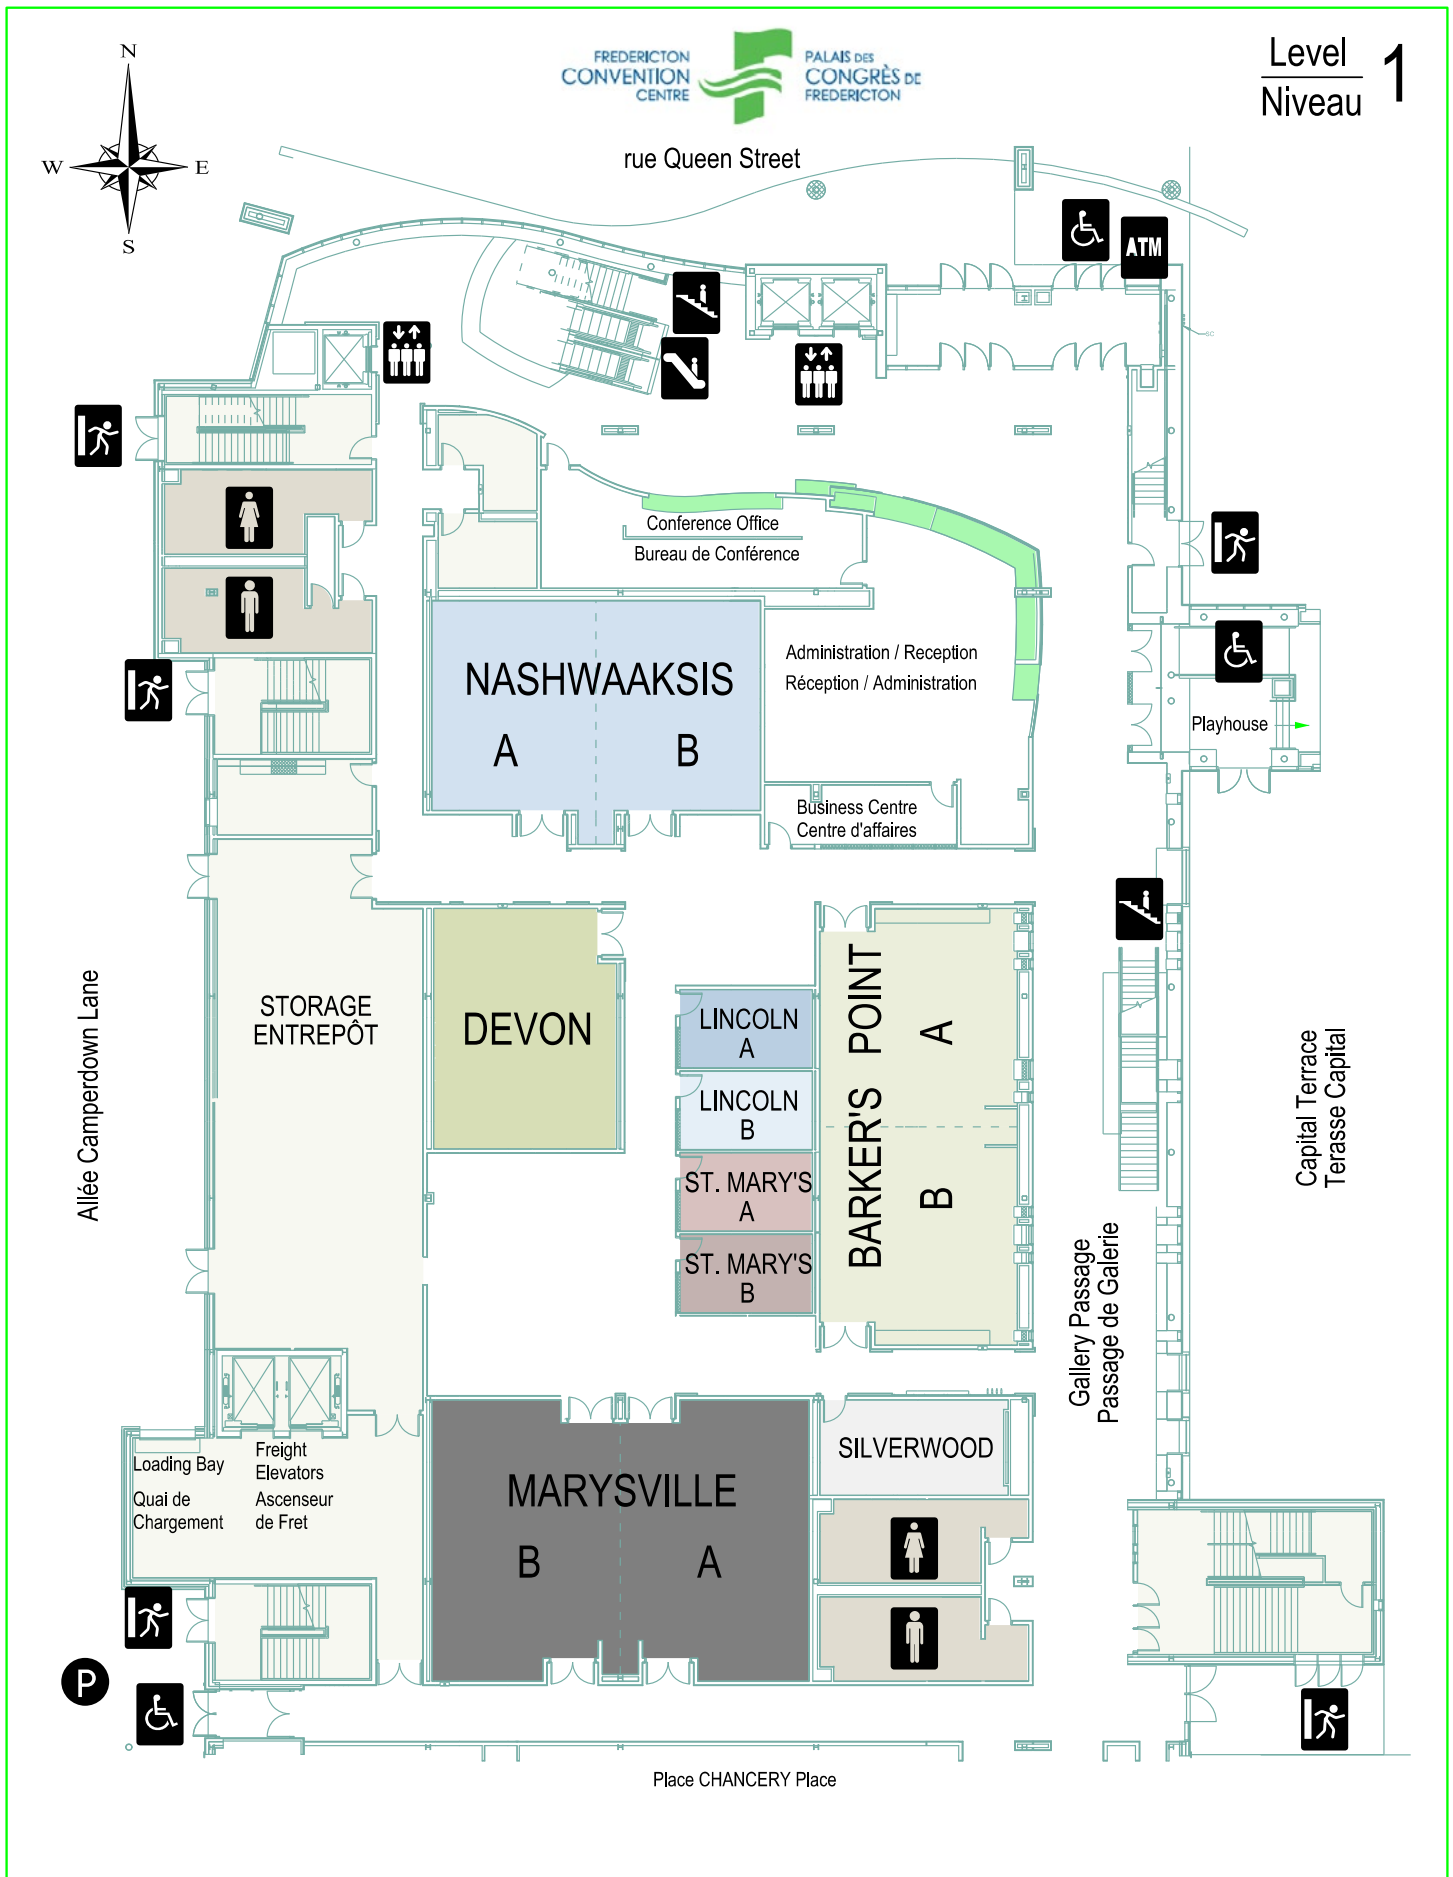 N
W
E
S
FREDERICTON
CONVENTION
CENTRE
PALAIS DES
CONGRÈS DE
FREDERICTON
Level
Niveau
1
rue Queen Street
ATM
SC
Conference Office
Bureau de Conférence
NASHWAAKSIS
A
B
Administration / Reception
Réception / Administration
Playhouse
Business Centre
Centre d'affaires
Allée Camperdown Lane
STORAGE
ENTREPÔT
DEVON
LINCOLN
A
LINCOLN
B
ST. MARY'S
A
ST. MARY'S
B
BARKER'S POINT
A
B
Gallery Passage
Passage de Galerie
Capital Terrace
Terasse Capital
Loading Bay
Quai de
Chargement
Freight
Elevators
Ascenseur
de Fret
MARYSVILLE
B
A
SILVERWOOD
P
Place CHANCERY Place